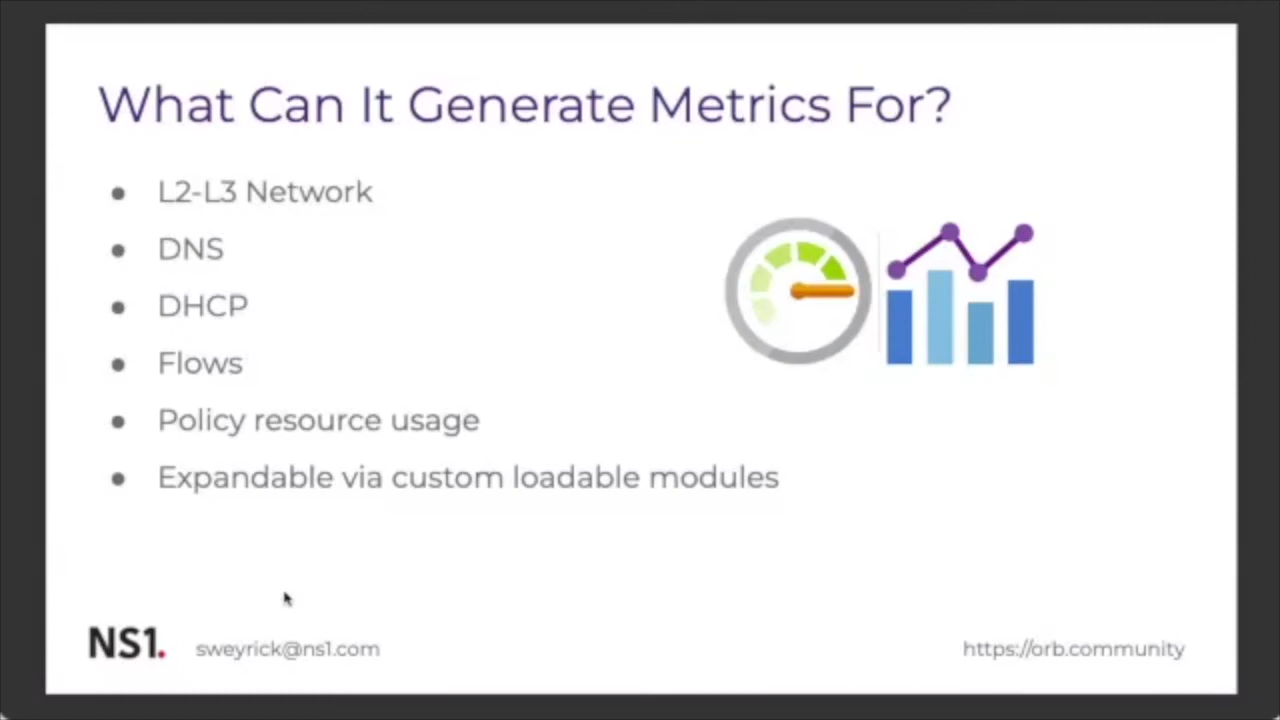 What Can It Generate Metrics For?
● L2-L3 Network
● DNS
● DHCP
● Flows
● Policy resource usage
● Expandable via custom loadable modules
NS1. sweyrick@ns1.com https://orb.community